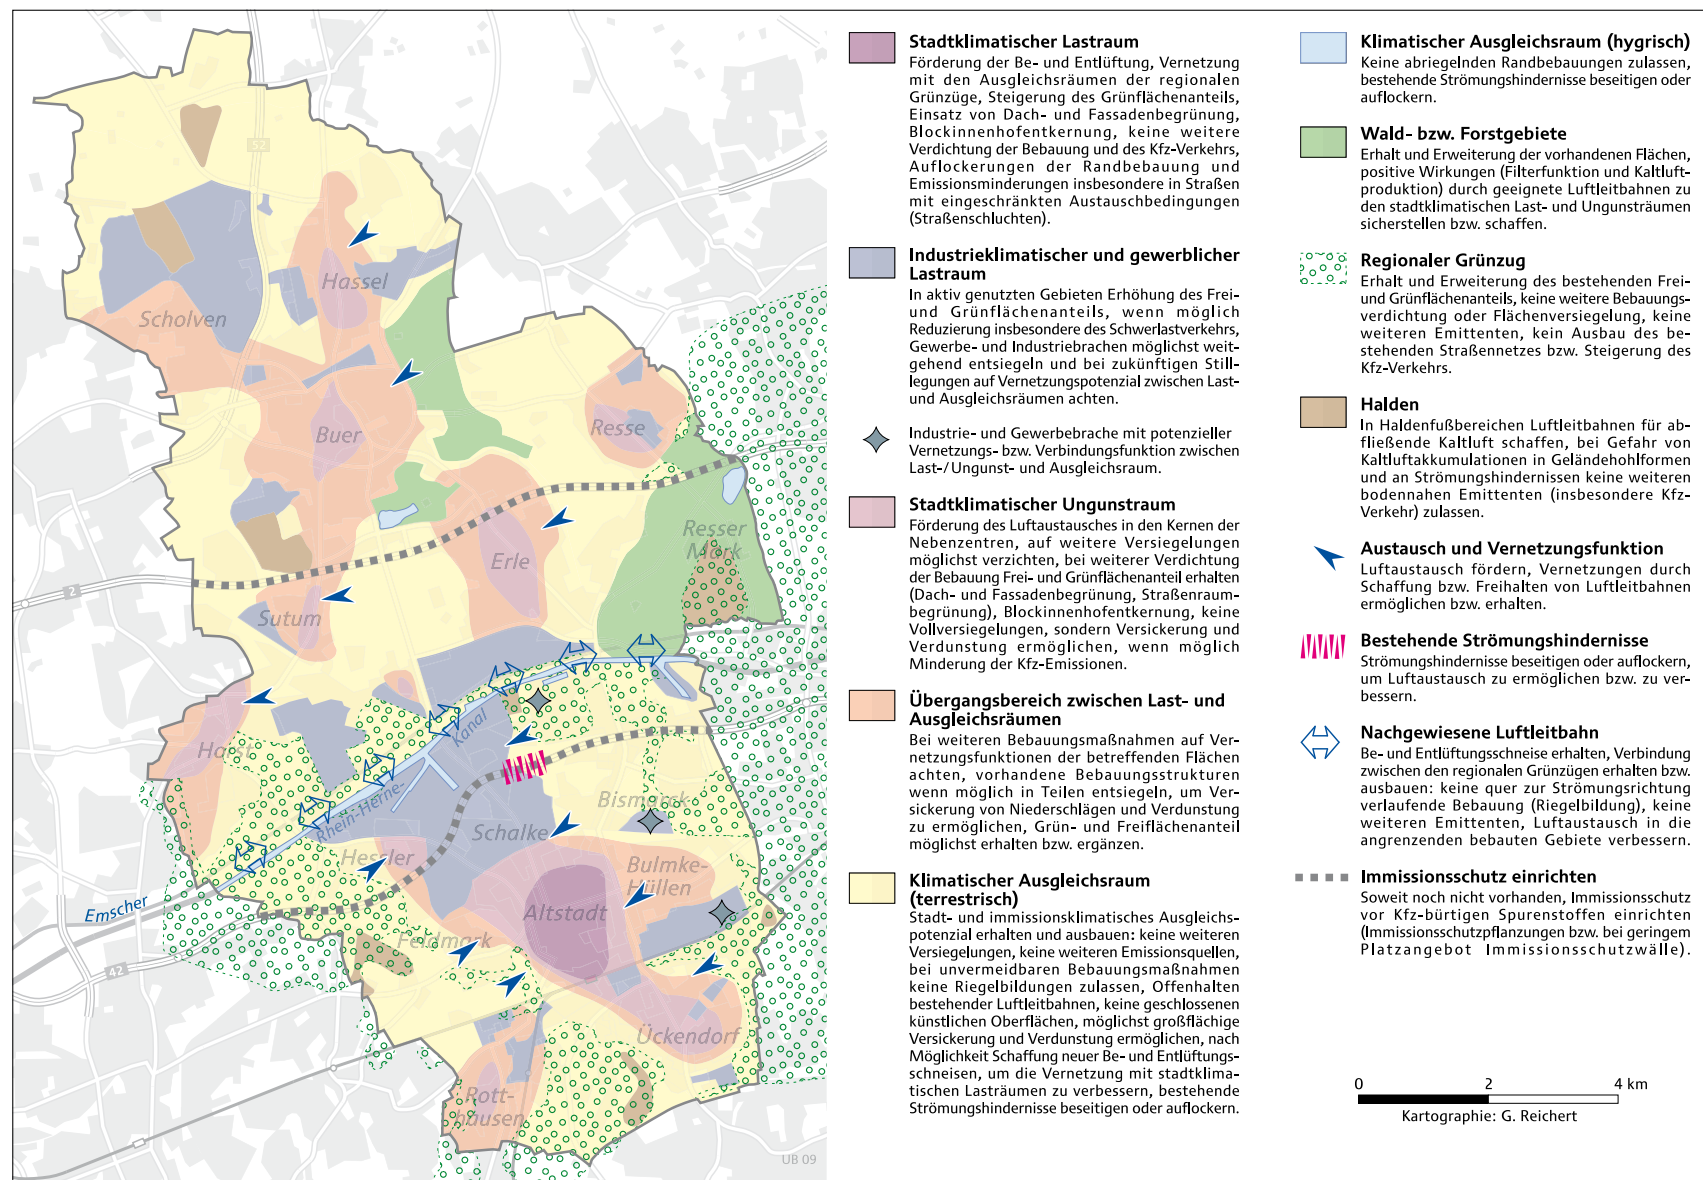 52
Hassel
Scholven
Buer
Resse
Resser
Mark
Erle
2
Sutum
Horst
Kanal
Rhein-Herne-
Bismarck
Schalke
Hessler
Bulmke-
Hüllen
Altstadt
Emscher
Feldmark
42
Ückendorf
Rott-
hausen
UB 09
Stadtklimatischer Lastraum
Förderung der Be- und Entlüftung, Vernetzung
mit den Ausgleichsräumen der regionalen
Grünzüge, Steigerung des Grünflächenanteils,
Einsatz von Dach- und Fassadenbegrünung,
Blockinnenhofentkernung, keine weitere
Verdichtung der Bebauung und des Kfz-Verkehrs,
Auflockerungen der Randbebauung und
Emissionsminderungen insbesondere in Straßen
mit eingeschränkten Austauschbedingungen
(Straßenschluchten).
Industrieklimatischer und gewerblicher
Lastraum
In aktiv genutzten Gebieten Erhöhung des Frei-
und Grünflächenanteils, wenn möglich
Reduzierung insbesondere des Schwerlastverkehrs,
Gewerbe- und Industriebrachen möglichst weit-
gehend entsiegeln und bei zukünftigen Still-
legungen auf Vernetzungspotenzial zwischen Last-
und Ausgleichsräumen achten.
Industrie- und Gewerbebrache mit potenzieller
Vernetzungs- bzw. Verbindungsfunktion zwischen
Last-/Ungunst- und Ausgleichsraum.
Stadtklimatischer Ungunstraum
Förderung des Luftaustausches in den Kernen der
Nebenzentren, auf weitere Versiegelungen
möglichst verzichten, bei weiterer Verdichtung
der Bebauung Frei- und Grünflächenanteil erhalten
(Dach- und Fassadenbegrünung, Straßenraum-
begrünung), Blockinnenhofentkernung, keine
Vollversiegelungen, sondern Versickerung und
Verdunstung ermöglichen, wenn möglich
Minderung der Kfz-Emissionen.
Übergangsbereich zwischen Last- und
Ausgleichsräumen
Bei weiteren Bebauungsmaßnahmen auf Ver-
netzungsfunktionen der betreffenden Flächen
achten, vorhandene Bebauungsstrukturen
wenn möglich in Teilen entsiegeln, um Ver-
sickerung von Niederschlägen und Verdunstung
zu ermöglichen, Grün- und Freiflächenanteil
möglichst erhalten bzw. ergänzen.
Klimatischer Ausgleichsraum
(terrestrisch)
Stadt- und immissionsklimatisches Ausgleichs-
potenzial erhalten und ausbauen: keine weiteren
Versiegelungen, keine weiteren Emissionsquellen,
bei unvermeidbaren Bebauungsmaßnahmen
keine Riegelbildungen zulassen, Offenhalten
bestehender Luftleitbahnen, keine geschlossenen
künstlichen Oberflächen, möglichst großflächige
Versickerung und Verdunstung ermöglichen, nach
Möglichkeit Schaffung neuer Be- und Entlüftungs-
schneisen, um die Vernetzung mit stadtklima-
tischen Lasträumen zu verbessern, bestehende
Strömungshindernisse beseitigen oder auflockern.
Klimatischer Ausgleichsraum (hygrisch)
Keine abriegelnden Randbebauungen zulassen,
bestehende Strömungshindernisse beseitigen oder
auflockern.
Wald- bzw. Forstgebiete
Erhalt und Erweiterung der vorhandenen Flächen,
positive Wirkungen (Filterfunktion und Kaltluft-
produktion) durch geeignete Luftleitbahnen zu
den stadtklimatischen Last- und Ungunsträumen
sicherstellen bzw. schaffen.
Regionaler Grünzug
Erhalt und Erweiterung des bestehenden Frei-
und Grünflächenanteils, keine weitere Bebauungs-
verdichtung oder Flächenversiegelung, keine
weiteren Emittenten, kein Ausbau des be-
stehenden Straßennetzes bzw. Steigerung des
Kfz-Verkehrs.
Halden
In Haldenfußbereichen Luftleitbahnen für ab-
fließende Kaltluft schaffen, bei Gefahr von
Kaltluftakkumulationen in Geländehohlformen
und an Strömungshindernissen keine weiteren
bodennahen Emittenten (insbesondere Kfz-
Verkehr) zulassen.
Austausch und Vernetzungsfunktion
Luftaustausch fördern, Vernetzungen durch
Schaffung bzw. Freihalten von Luftleitbahnen
ermöglichen bzw. erhalten.
Bestehende Strömungshindernisse
Strömungshindernisse beseitigen oder auflockern,
um Luftaustausch zu ermöglichen bzw. zu ver-
bessern.
Nachgewiesene Luftleitbahn
Be- und Entlüftungsschneise erhalten, Verbindung
zwischen den regionalen Grünzügen erhalten bzw.
ausbauen: keine quer zur Strömungsrichtung
verlaufende Bebauung (Riegelbildung), keine
weiteren Emittenten, Luftaustausch in die
angrenzenden bebauten Gebiete verbessern.
Immissionsschutz einrichten
Soweit noch nicht vorhanden, Immissionsschutz
vor Kfz-bürtigen Spurenstoffen einrichten
(Immissionsschutzpflanzungen bzw. bei geringem
Platzangebot Immissionsschutzwälle).
0 2 4 km
Kartographie: G. Reichert